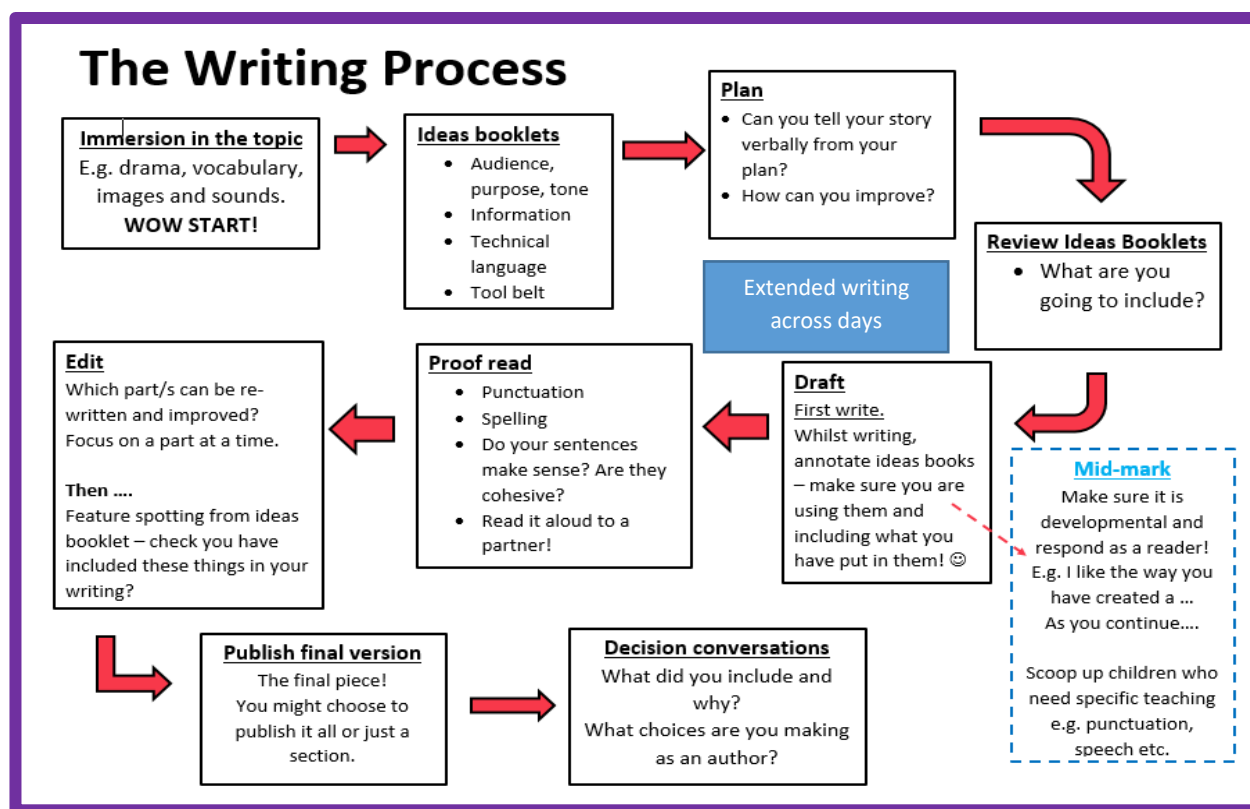 The Writing Process
Immersion in the topic
E.g. drama, vocabulary,
images and sounds.
WOW START!
Ideas booklets
• Audience,
purpose, tone
• Information
• Technical
language
• Tool belt
Plan
• Can you tell your story
verbally from your
plan?
• How can you improve?
Review Ideas Booklets
• What are you
going to include?
Extended writing
across days
Draft
First write.
Whilst writing,
annotate ideas books
– make sure you are
using them and
including what you
have put in them! ☺
Mid-mark
Make sure it is
developmental and
respond as a reader!
E.g. I like the way you
have created a …
As you continue….
Scoop up children who
need specific teaching
e.g. punctuation,
speech etc.
Proof read
• Punctuation
• Spelling
• Do your sentences
make sense? Are they
cohesive?
• Read it aloud to a
partner!
Edit
Which part/s can be re-
written and improved?
Focus on a part at a time.
Then ….
Feature spotting from ideas
booklet – check you have
included these things in your
writing?
Publish final version
The final piece!
You might choose to
publish it all or just a
section.
Decision conversations
What did you include and
why?
What choices are you making
as an author?